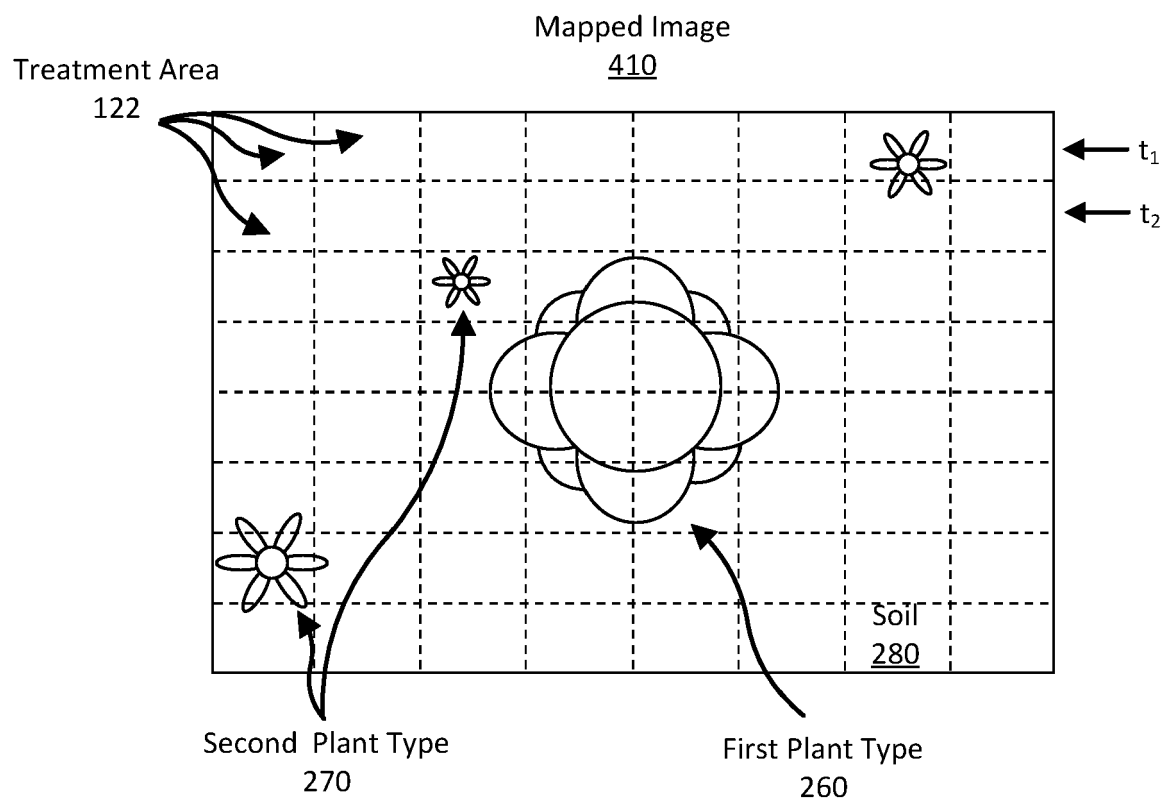 Mapped Image
410
Treatment Area
122
t1
t2
Soil
280
Second Plant Type
270
First Plant Type
260